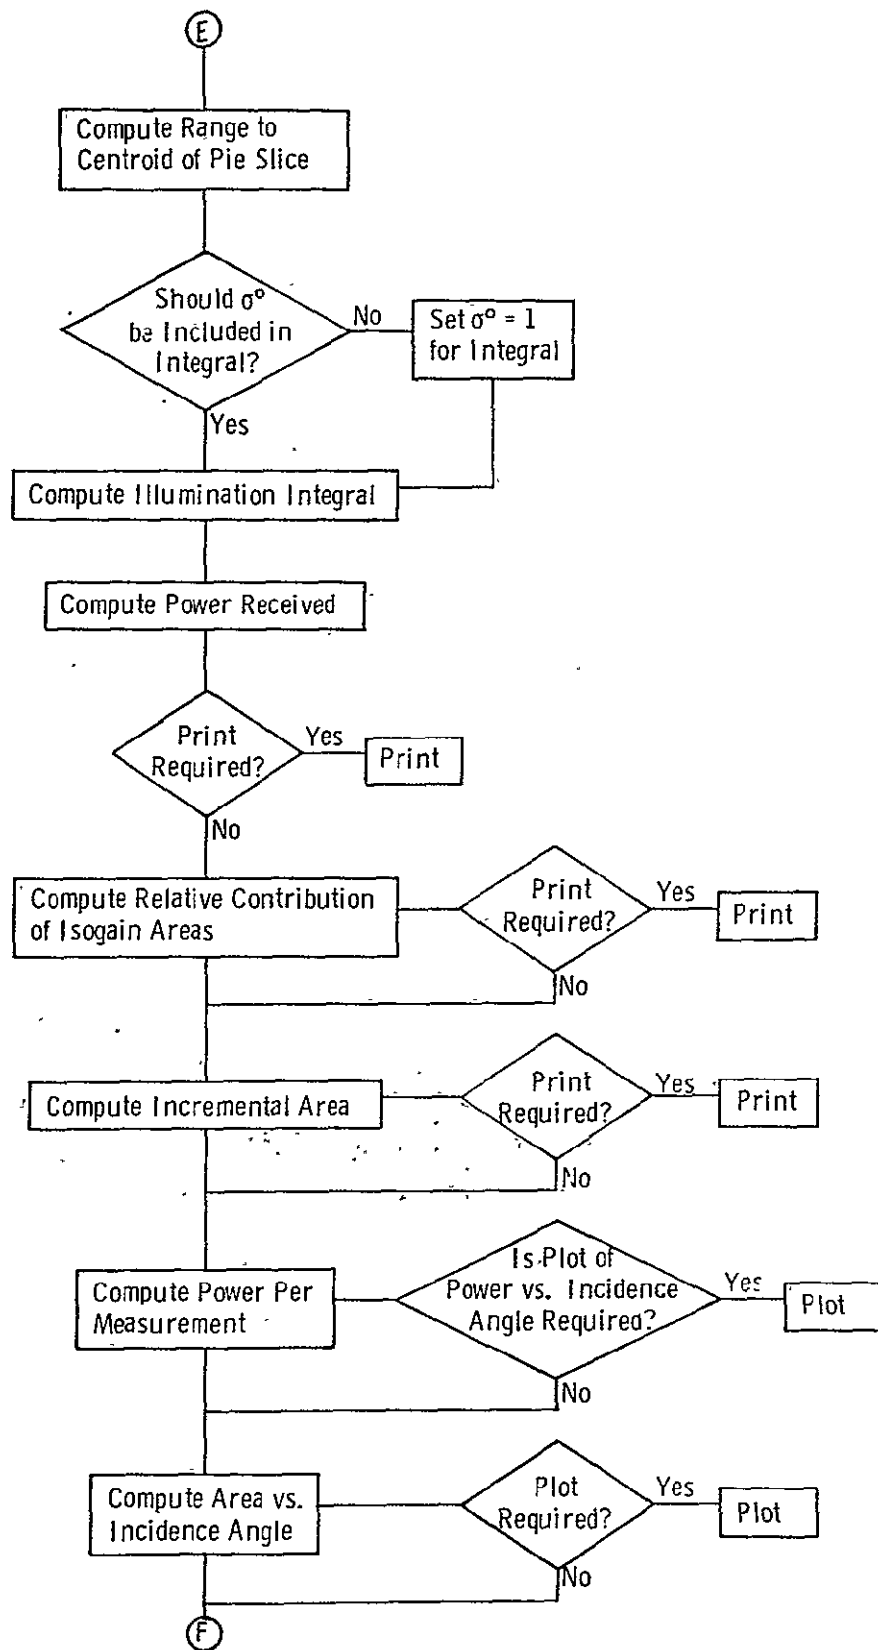 E
Compute Range to
Centroid of Pie Slice
Should σ°
be Included in
Integral?
No
Set σ° = 1
for Integral
Yes
Compute Illumination Integral
Compute Power Received
Print
Required?
Yes
Print
No
Compute Relative Contribution
of Isogain Areas
Print
Required?
Yes
Print
No
Compute Incremental Area
Print
Required?
Yes
Print
No
Compute Power Per
Measurement
Is Plot of
Power vs. Incidence
Angle Required?
Yes
Plot
No
Compute Area vs.
Incidence Angle
Plot
Required?
Yes
Plot
No
F